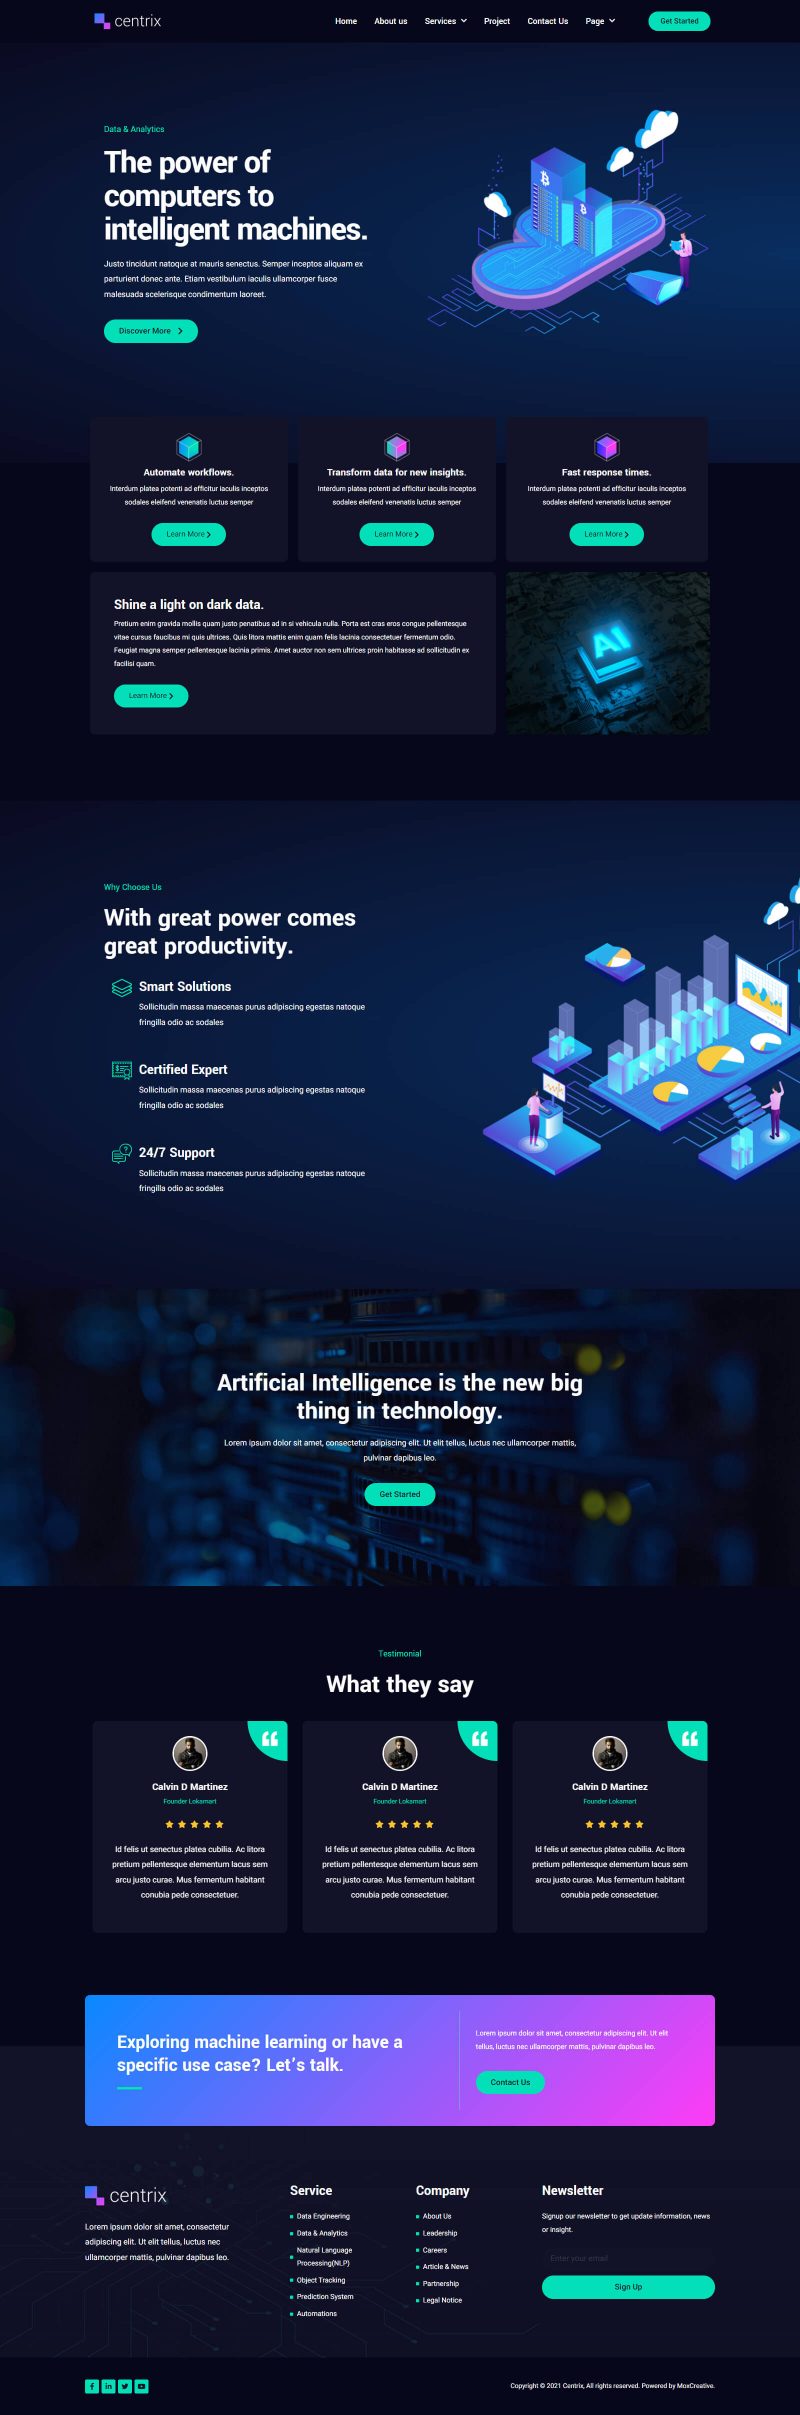 centrix
Home About us Services Project Contact Us Page Get Started
Data & Analytics
The power of
computers to
intelligent machines.
Justo tincidunt natoque at mauris senectus. Semper inceptos aliquam ex
parturient donec ante. Etiam vestibulum iaculis ullamcorper fusce
malesuada scelerisque condimentum laoreet.
Discover More
Automate workflows.
Interdum platea potenti ad efficitur iaculis inceptos
sodales eleifend venenatis luctus semper
Learn More
Transform data for new insights.
Interdum platea potenti ad efficitur iaculis inceptos
sodales eleifend venenatis luctus semper
Learn More
Fast response times.
Interdum platea potenti ad efficitur iaculis inceptos
sodales eleifend venenatis luctus semper
Learn More
Shine a light on dark data.
Pretium enim gravida mollis quam justo penatibus ad in si vehicula nulla. Porta est cras eros congue pellentesque
vitae cursus faucibus mi quis ultrices. Quis litora mattis enim quam felis lacinia consectetuer fermentum odio.
Feugiat magna semper pellentesque lacinia primis. Amet auctor non sem ultrices proin habitasse ad sollicitudin ex
facilisi quam.
Learn More
AI
Why Choose Us
With great power comes
great productivity.
Smart Solutions
Sollicitudin massa maecenas purus adipiscing egestas natoque
fringilla odio ac sodales
Certified Expert
Sollicitudin massa maecenas purus adipiscing egestas natoque
fringilla odio ac sodales
24/7 Support
Sollicitudin massa maecenas purus adipiscing egestas natoque
fringilla odio ac sodales
Artificial Intelligence is the new big
thing in technology.
Lorem ipsum dolor sit amet, consectetur adipiscing elit. Ut elit tellus, luctus nec ullamcorper mattis,
pulvinar dapibus leo.
Get Started
Testimonial
What they say
Calvin D Martinez
Founder Lokamart
Id felis ut senectus platea cubilia. Ac litora
pretium pellentesque elementum lacus sem
arcu justo curae. Mus fermentum habitant
conubia pede consectetuer.
Calvin D Martinez
Founder Lokamart
Id felis ut senectus platea cubilia. Ac litora
pretium pellentesque elementum lacus sem
arcu justo curae. Mus fermentum habitant
conubia pede consectetuer.
Calvin D Martinez
Founder Lokamart
Id felis ut senectus platea cubilia. Ac litora
pretium pellentesque elementum lacus sem
arcu justo curae. Mus fermentum habitant
conubia pede consectetuer.
Exploring machine learning or have a
specific use case? Let's talk.
Lorem ipsum dolor sit amet, consectetur adipiscing elit. Ut elit
tellus, luctus nec ullamcorper mattis, pulvinar dapibus leo.
Contact Us
centrix
Lorem ipsum dolor sit amet, consectetur
adipiscing elit. Ut elit tellus, luctus nec
ullamcorper mattis, pulvinar dapibus leo.
Service
Data Engineering
Data & Analytics
Natural Language
Processing(NLP)
Object Tracking
Prediction System
Automations
Company
About Us
Leadership
Careers
Article & News
Partnership
Legal Notice
Newsletter
Signup our newsletter to get update information, news
or insight.
Enter your email
Sign Up
Copyright © 2021 Centrix, All rights reserved. Powered by MoxCreative.